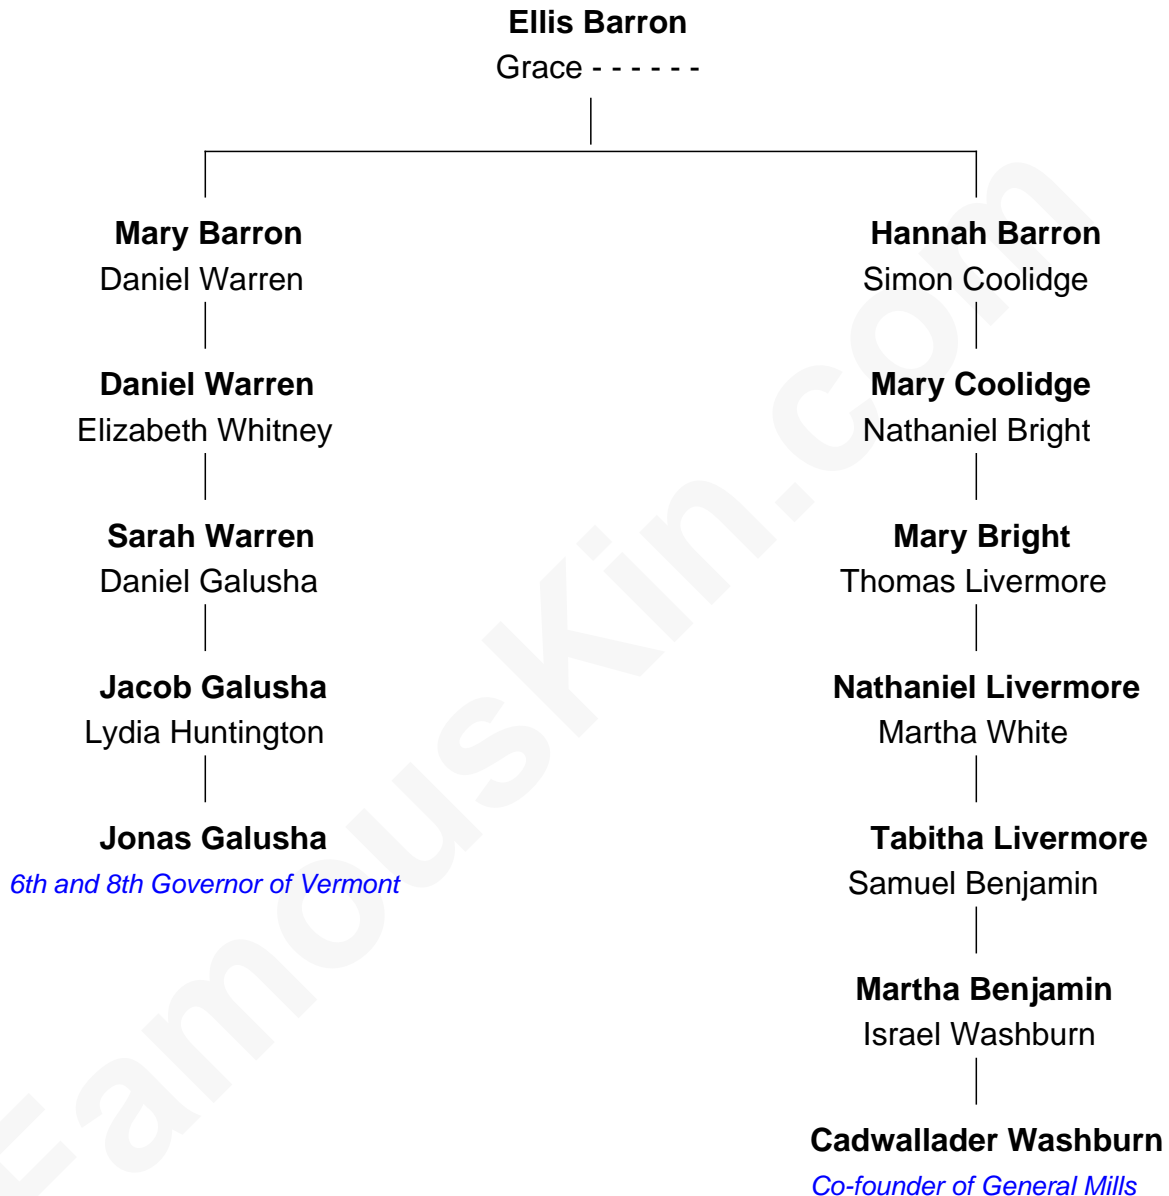 Ellis Barron
Grace - - - - - -
Mary Barron
Daniel Warren
Hannah Barron
Simon Coolidge
Daniel Warren
Elizabeth Whitney
Mary Coolidge
Nathaniel Bright
Sarah Warren
Daniel Galusha
Mary Bright
Thomas Livermore
Jacob Galusha
Lydia Huntington
Nathaniel Livermore
Martha White
Jonas Galusha
6th and 8th Governor of Vermont
Tabitha Livermore
Samuel Benjamin
Martha Benjamin
Israel Washburn
Cadwallader Washburn
Co-founder of General Mills
FamousKin.com